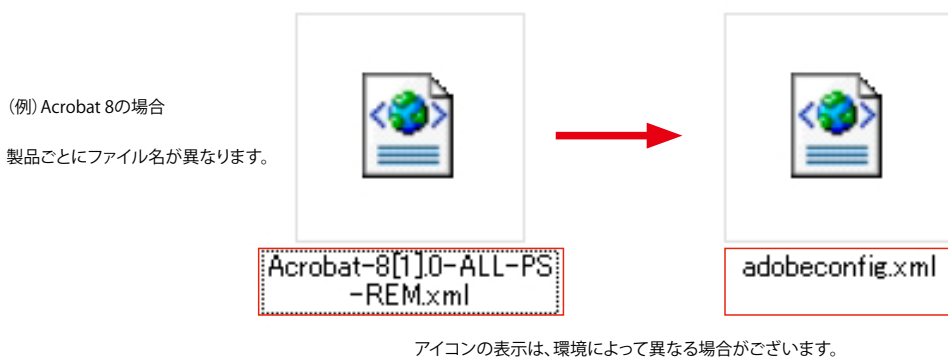 (例)Acrobat 8の場合
製品ごとにファイル名が異なります。
Acrobat-8[1].0-ALL-PS
-REM.xml
adobeconfig.xml
アイコンの表示は、環境によって異なる場合がございます。